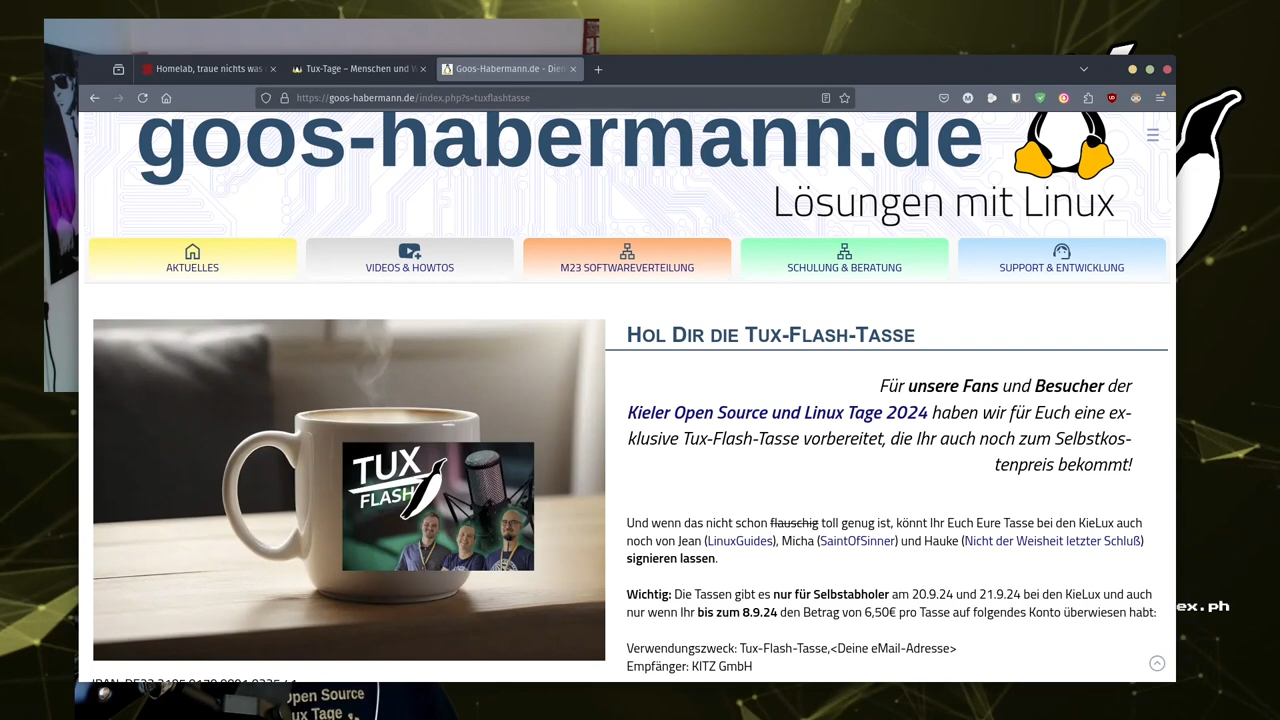 Homelab, traue nichts was
Tux-Tage – Menschen und W
Goos-Habermann.de - Dien
https://goos-habermann.de/index.php?s=tuxflashtasse
goos-habermann.de
Lösungen mit Linux
AKTUELLES
VIDEOS & HOWTOS
M23 SOFTWAREVERTEILUNG
SCHULUNG & BERATUNG
SUPPORT & ENTWICKLUNG
TUX
FLASH
Hol Dir die Tux-Flash-Tasse
Für unsere Fans und Besucher der
Kieler Open Source und Linux Tage 2024 haben wir für Euch eine ex-
klusive Tux-Flash-Tasse vorbereitet, die Ihr auch noch zum Selbstkos-
tenpreis bekommt!
Und wenn das nicht schon flauschig toll genug ist, könnt Ihr Euch Eure Tasse bei den KieLux auch
noch von Jean (LinuxGuides), Micha (SaintOfSinner) und Hauke (Nicht der Weisheit letzter Schluß)
signieren lassen.
Wichtig: Die Tassen gibt es nur für Selbstabholer am 20.9.24 und 21.9.24 bei den KieLux und auch
nur wenn Ihr bis zum 8.9.24 den Betrag von 6,50€ pro Tasse auf folgendes Konto überwiesen habt:
Verwendungszweck: Tux-Flash-Tasse,<Deine eMail-Adresse>
Empfänger: KITZ GmbH
ex.ph
Open Source
ux Tage